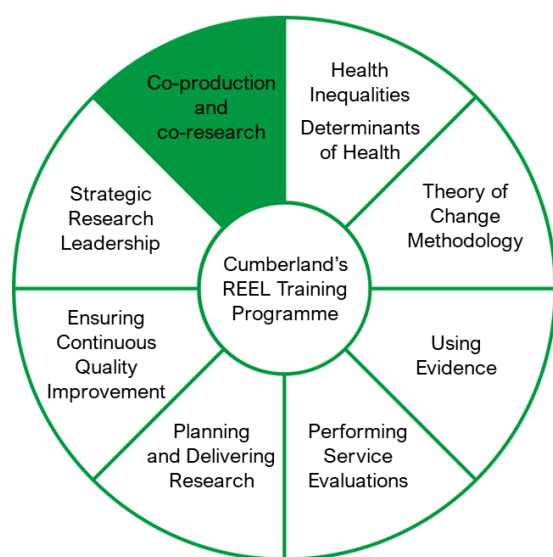 Co-production
and
co-research
Health
Inequalities
Determinants
of Health
Theory of
Change
Methodology
Using
Evidence
Performing
Service
Evaluations
Planning
and Delivering
Research
Ensuring
Continuous
Quality
Improvement
Strategic
Research
Leadership
Cumberland’s
REEL Training
Programme